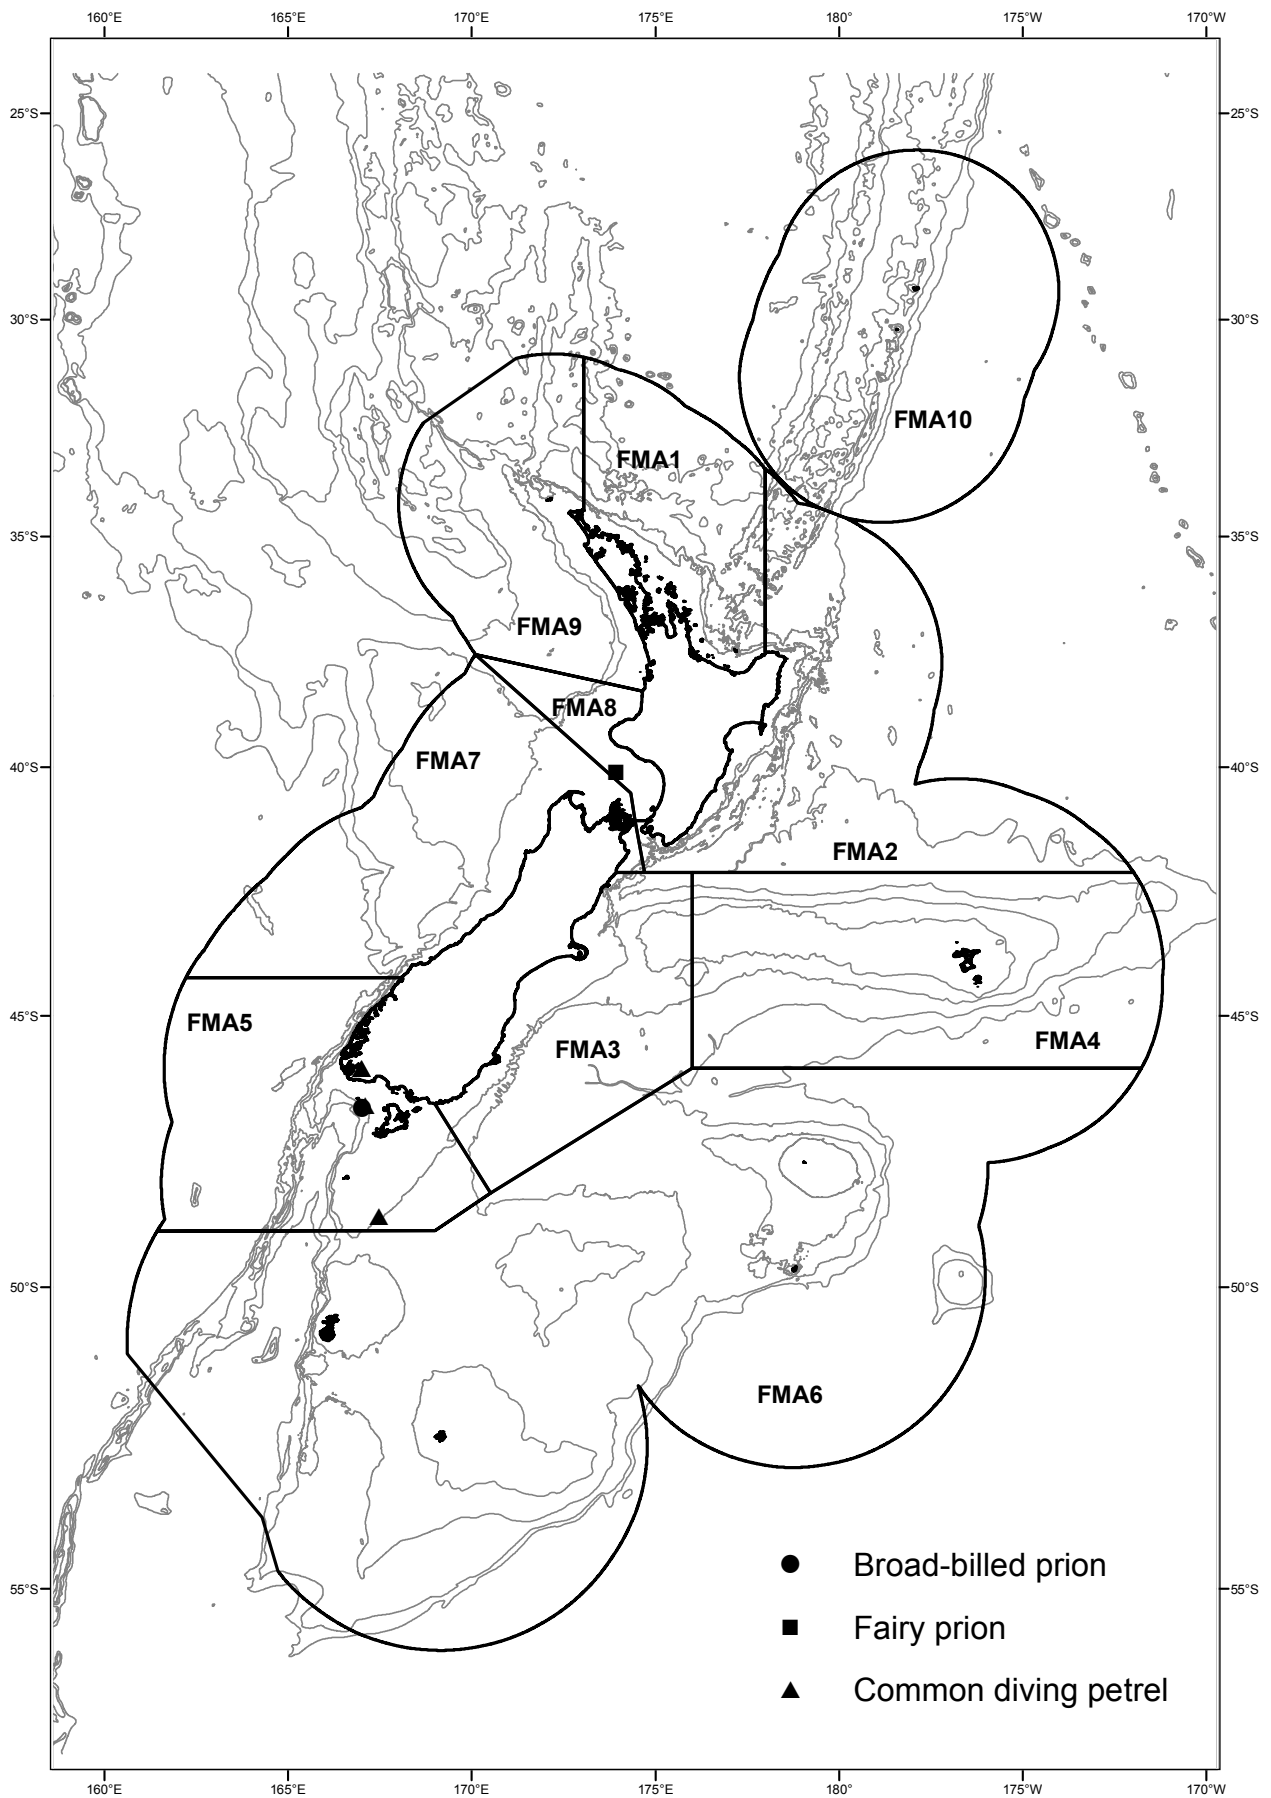 160°E 165°E 170°E 175°E 180° 175°W 170°W
25°S 25°S
30°S 30°S
FMA10
FMA1
35°S 35°S
FMA9
FMA8
FMA7
40°S 40°S
FMA2
45°S 45°S
FMA5
FMA4
FMA3
50°S 50°S
FMA6
Broad-billed prion
55°S 55°S
Fairy prion
Common diving petrel
160°E 165°E 170°E 175°E 180° 175°W 170°W